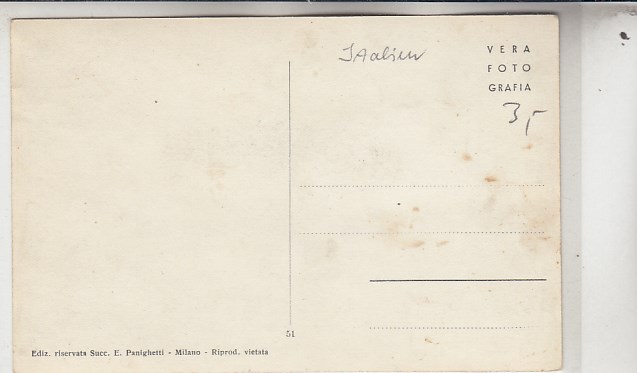 Italien
VERA
FOTO
GRAFIA
3,-
51
Ediz. riservata Succ. E. Panighetti - Milano - Riprod. vietata